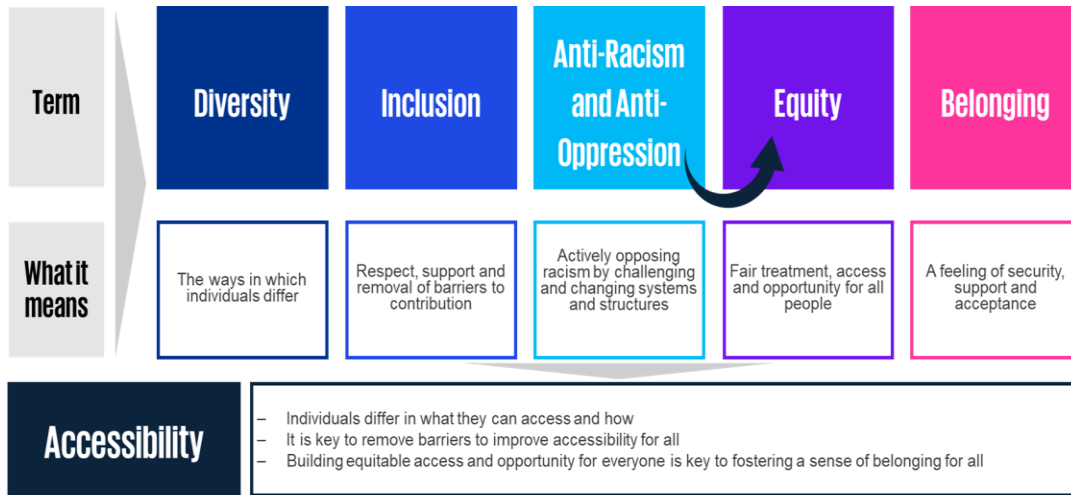 Term
Diversity
Inclusion
Anti-Racism
and Anti-
Oppression
Equity
Belonging
What it
means
The ways in which
individuals differ
Respect, support and
removal of barriers to
contribution
Actively opposing
racism by challenging
and changing systems
and structures
Fair treatment, access
and opportunity for all
people
A feeling of security,
support and
acceptance
Accessibility
– Individuals differ in what they can access and how
– It is key to remove barriers to improve accessibility for all
– Building equitable access and opportunity for everyone is key to fostering a sense of belonging for all